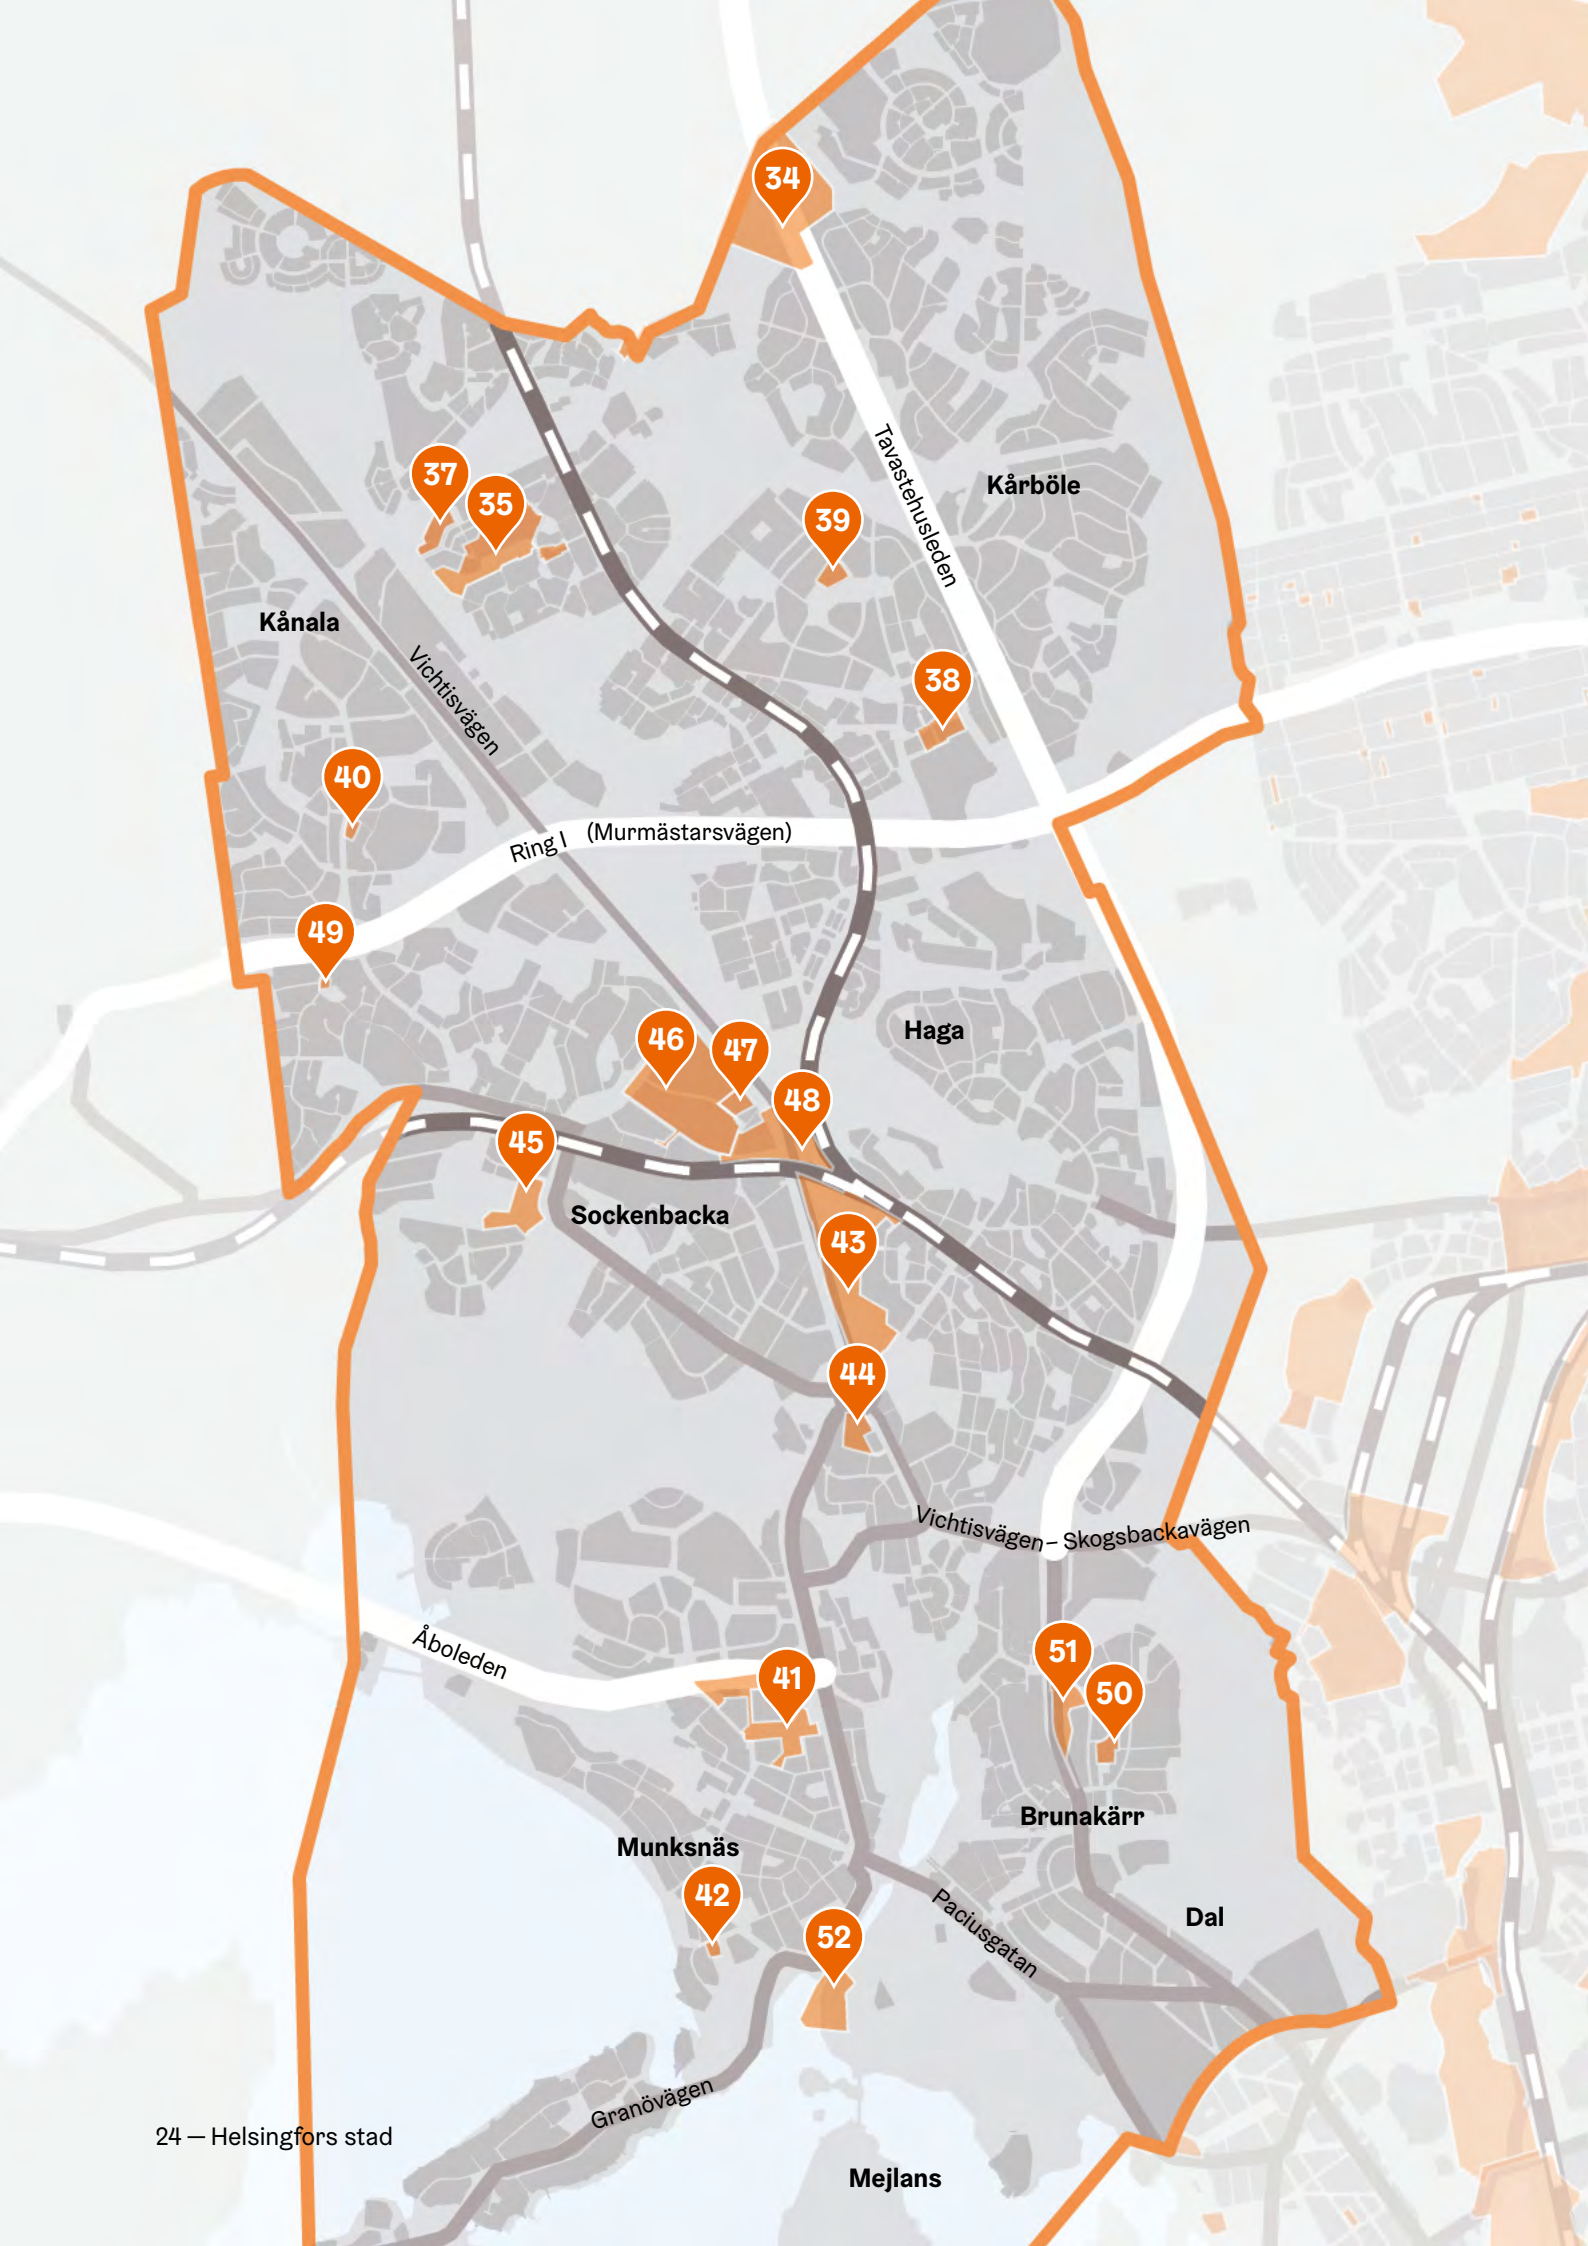 34
Tavastehusleden
Kårböle
37
35
39
Kånala
Vichtisvägen
38
40
Ring I
(Murmästarsvägen)
49
Haga
46
47
48
45
Sockenbacka
43
44
Vichtisvägen – Skogsbackavägen
Åboleden
51
41
50
Brunakärr
Munksnäs
42
Paciusgatan
Dal
52
Granövägen
24 — Helsingfors stad
Mejlans